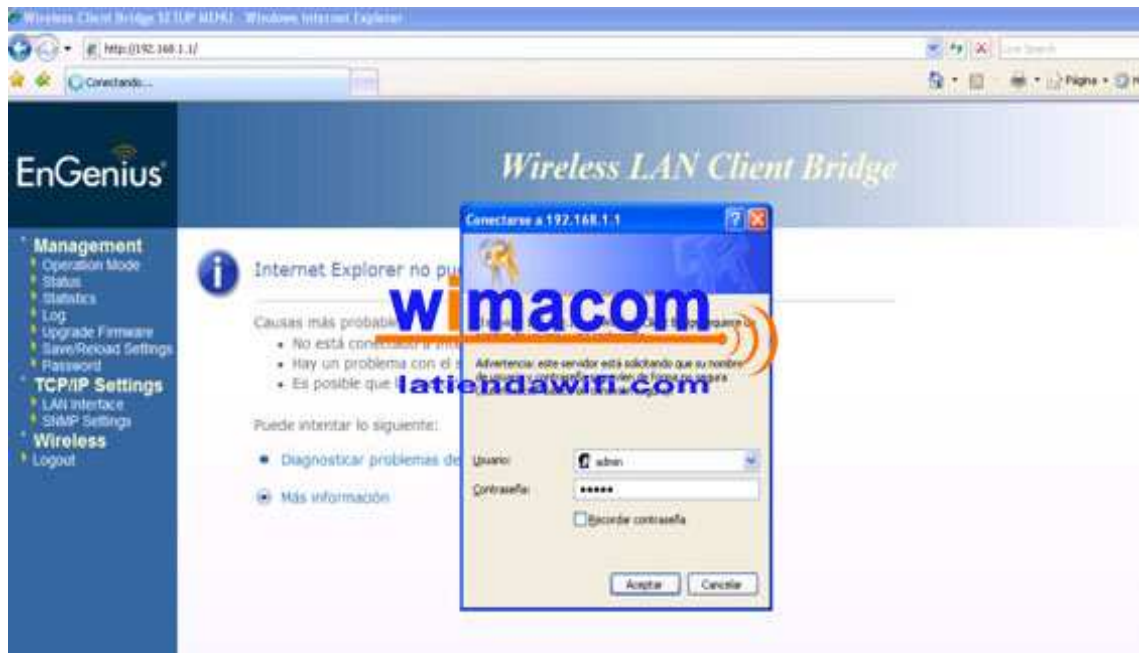 Wireless Client Bridge SETUP MENU - Windows Internet Explorer
http://192.168.1.1/
Live Search
Conectando...
Página
EnGenius
Wireless LAN Client Bridge
Management
Operation Mode
Status
Statistics
Log
Upgrade Firmware
Save/Reload Settings
Password
TCP/IP Settings
LAN Interface
SNMP Settings
Wireless
Logout
Internet Explorer no
Causas más
No está conectado a
Hay un problema con el
Es posible que
Puede intentar lo siguiente:
Diagnosticar problemas de
Más información
Conectarse a 192.168.1.1
wimacom
latiendawifi.com
Advertencia: este servidor está solicitando que su nombre
Usuario:
admin
Contraseña:
•••••
Recordar contraseña
Aceptar
Cancelar